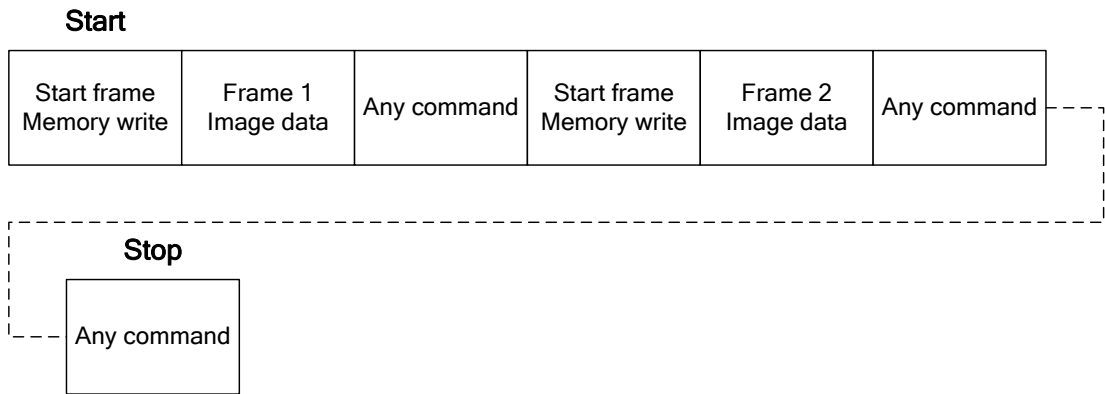 Start
Start frame
Memory write
Frame 1
Image data
Any command
Start frame
Memory write
Frame 2
Image data
Any command
Stop
Any command